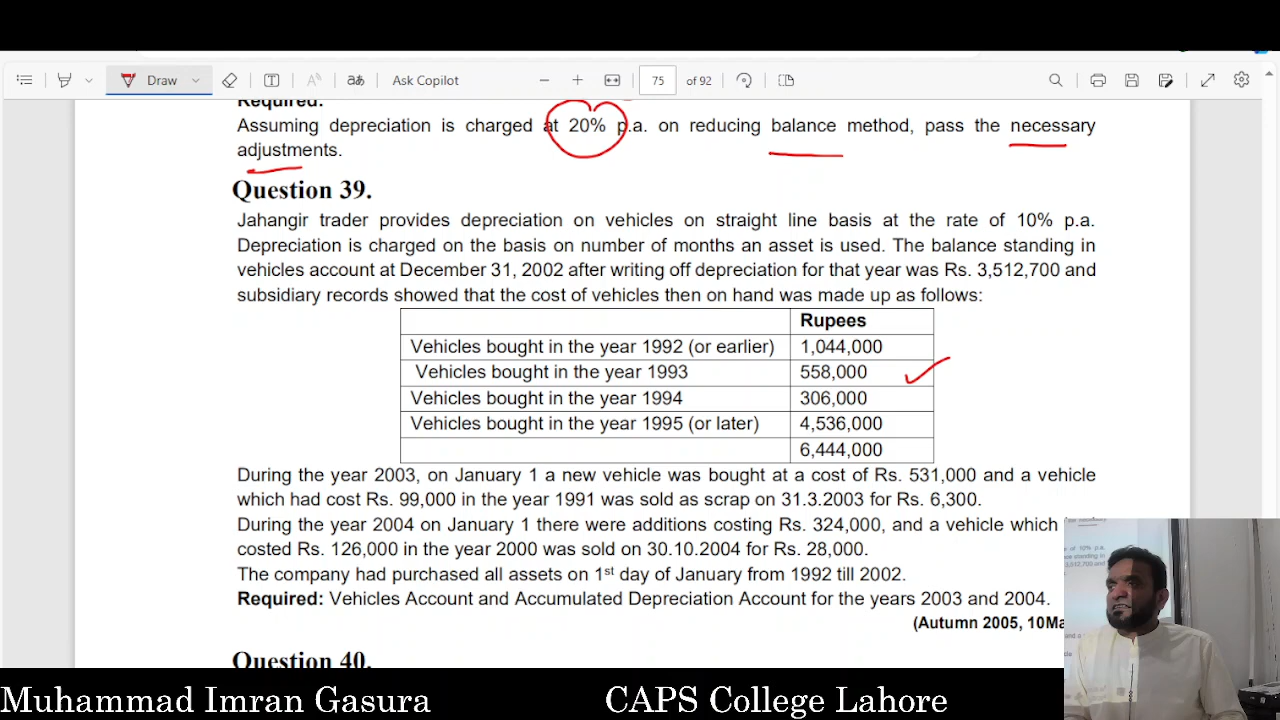 Draw
Ask Copilot
75
of 92
Required:
Assuming depreciation is charged at 20% p.a. on reducing balance method, pass the necessary
adjustments.
Question 39.
Jahangir trader provides depreciation on vehicles on straight line basis at the rate of 10% p.a.
Depreciation is charged on the basis on number of months an asset is used. The balance standing in
vehicles account at December 31, 2002 after writing off depreciation for that year was Rs. 3,512,700 and
subsidiary records showed that the cost of vehicles then on hand was made up as follows:
Rupees
Vehicles bought in the year 1992 (or earlier) 1,044,000
Vehicles bought in the year 1993 558,000
Vehicles bought in the year 1994 306,000
Vehicles bought in the year 1995 (or later) 4,536,000
6,444,000
During the year 2003, on January 1 a new vehicle was bought at a cost of Rs. 531,000 and a vehicle
which had cost Rs. 99,000 in the year 1991 was sold as scrap on 31.3.2003 for Rs. 6,300.
During the year 2004 on January 1 there were additions costing Rs. 324,000, and a vehicle which
costed Rs. 126,000 in the year 2000 was sold on 30.10.2004 for Rs. 28,000.
The company had purchased all assets on 1st day of January from 1992 till 2002.
Required: Vehicles Account and Accumulated Depreciation Account for the years 2003 and 2004.
(Autumn 2005, 10Ma
Question 40.
Muhammad Imran Gasura CAPS College Lahore